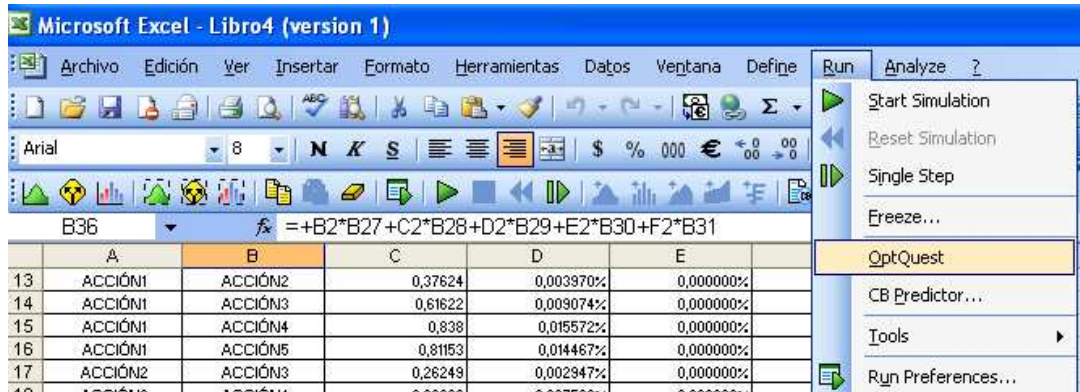 Microsoft Excel - Libro4 (version 1)
Archivo Edición Ver Insertar Formato Herramientas Datos Ventana Define Run Analyze ?
Arial 8 N K S $ % 000 €
B36 fx =+B2*B27+C2*B28+D2*B29+E2*B30+F2*B31
A B C D E
13 ACCIÓN1 ACCIÓN2 0,37624 0,003970% 0,000000%
14 ACCIÓN1 ACCIÓN3 0,61622 0,009074% 0,000000%
15 ACCIÓN1 ACCIÓN4 0,838 0,015572% 0,000000%
16 ACCIÓN1 ACCIÓN5 0,81153 0,014467% 0,000000%
17 ACCIÓN2 ACCIÓN3 0,26249 0,002947% 0,000000%
Start Simulation
Reset Simulation
Single Step
Freeze...
OptQuest
CB Predictor...
Tools
Run Preferences...